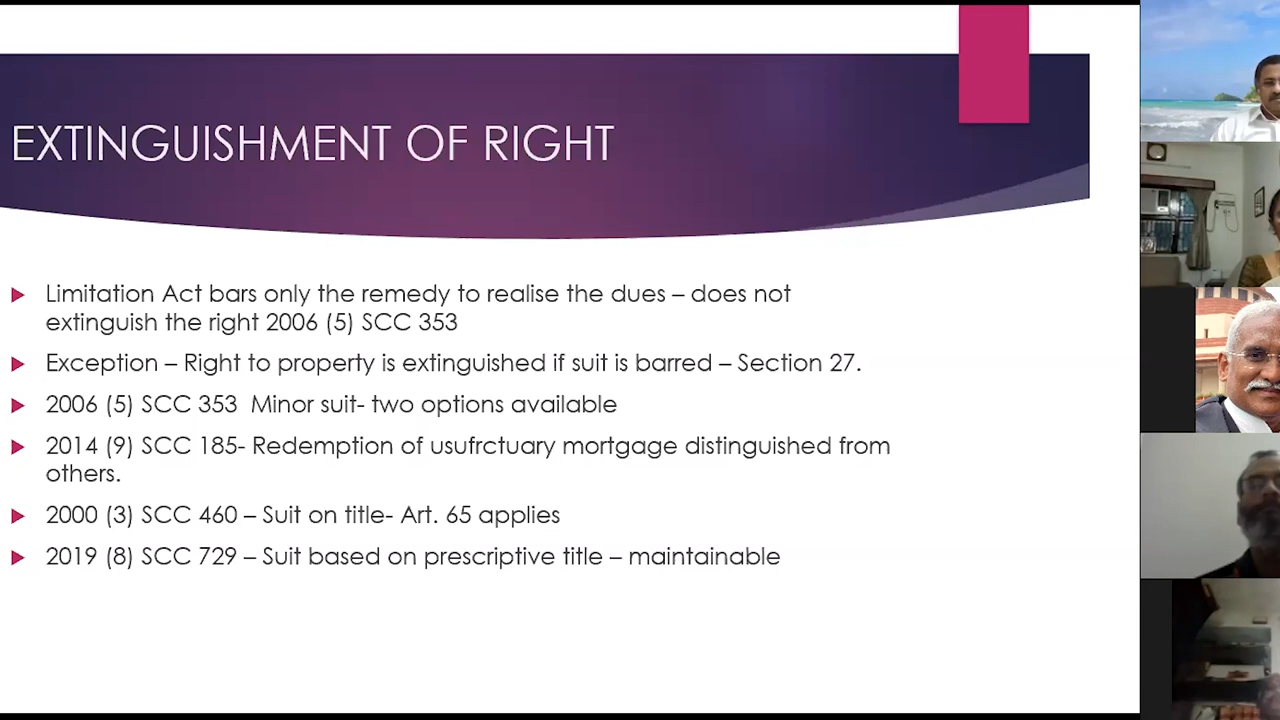 EXTINGUISHMENT OF RIGHT
Limitation Act bars only the remedy to realise the dues – does not
extinguish the right 2006 (5) SCC 353
Exception – Right to property is extinguished if suit is barred – Section 27.
2006 (5) SCC 353  Minor suit- two options available
2014 (9) SCC 185- Redemption of usufrctuary mortgage distinguished from
others.
2000 (3) SCC 460 – Suit on title- Art. 65 applies
2019 (8) SCC 729 – Suit based on prescriptive title – maintainable